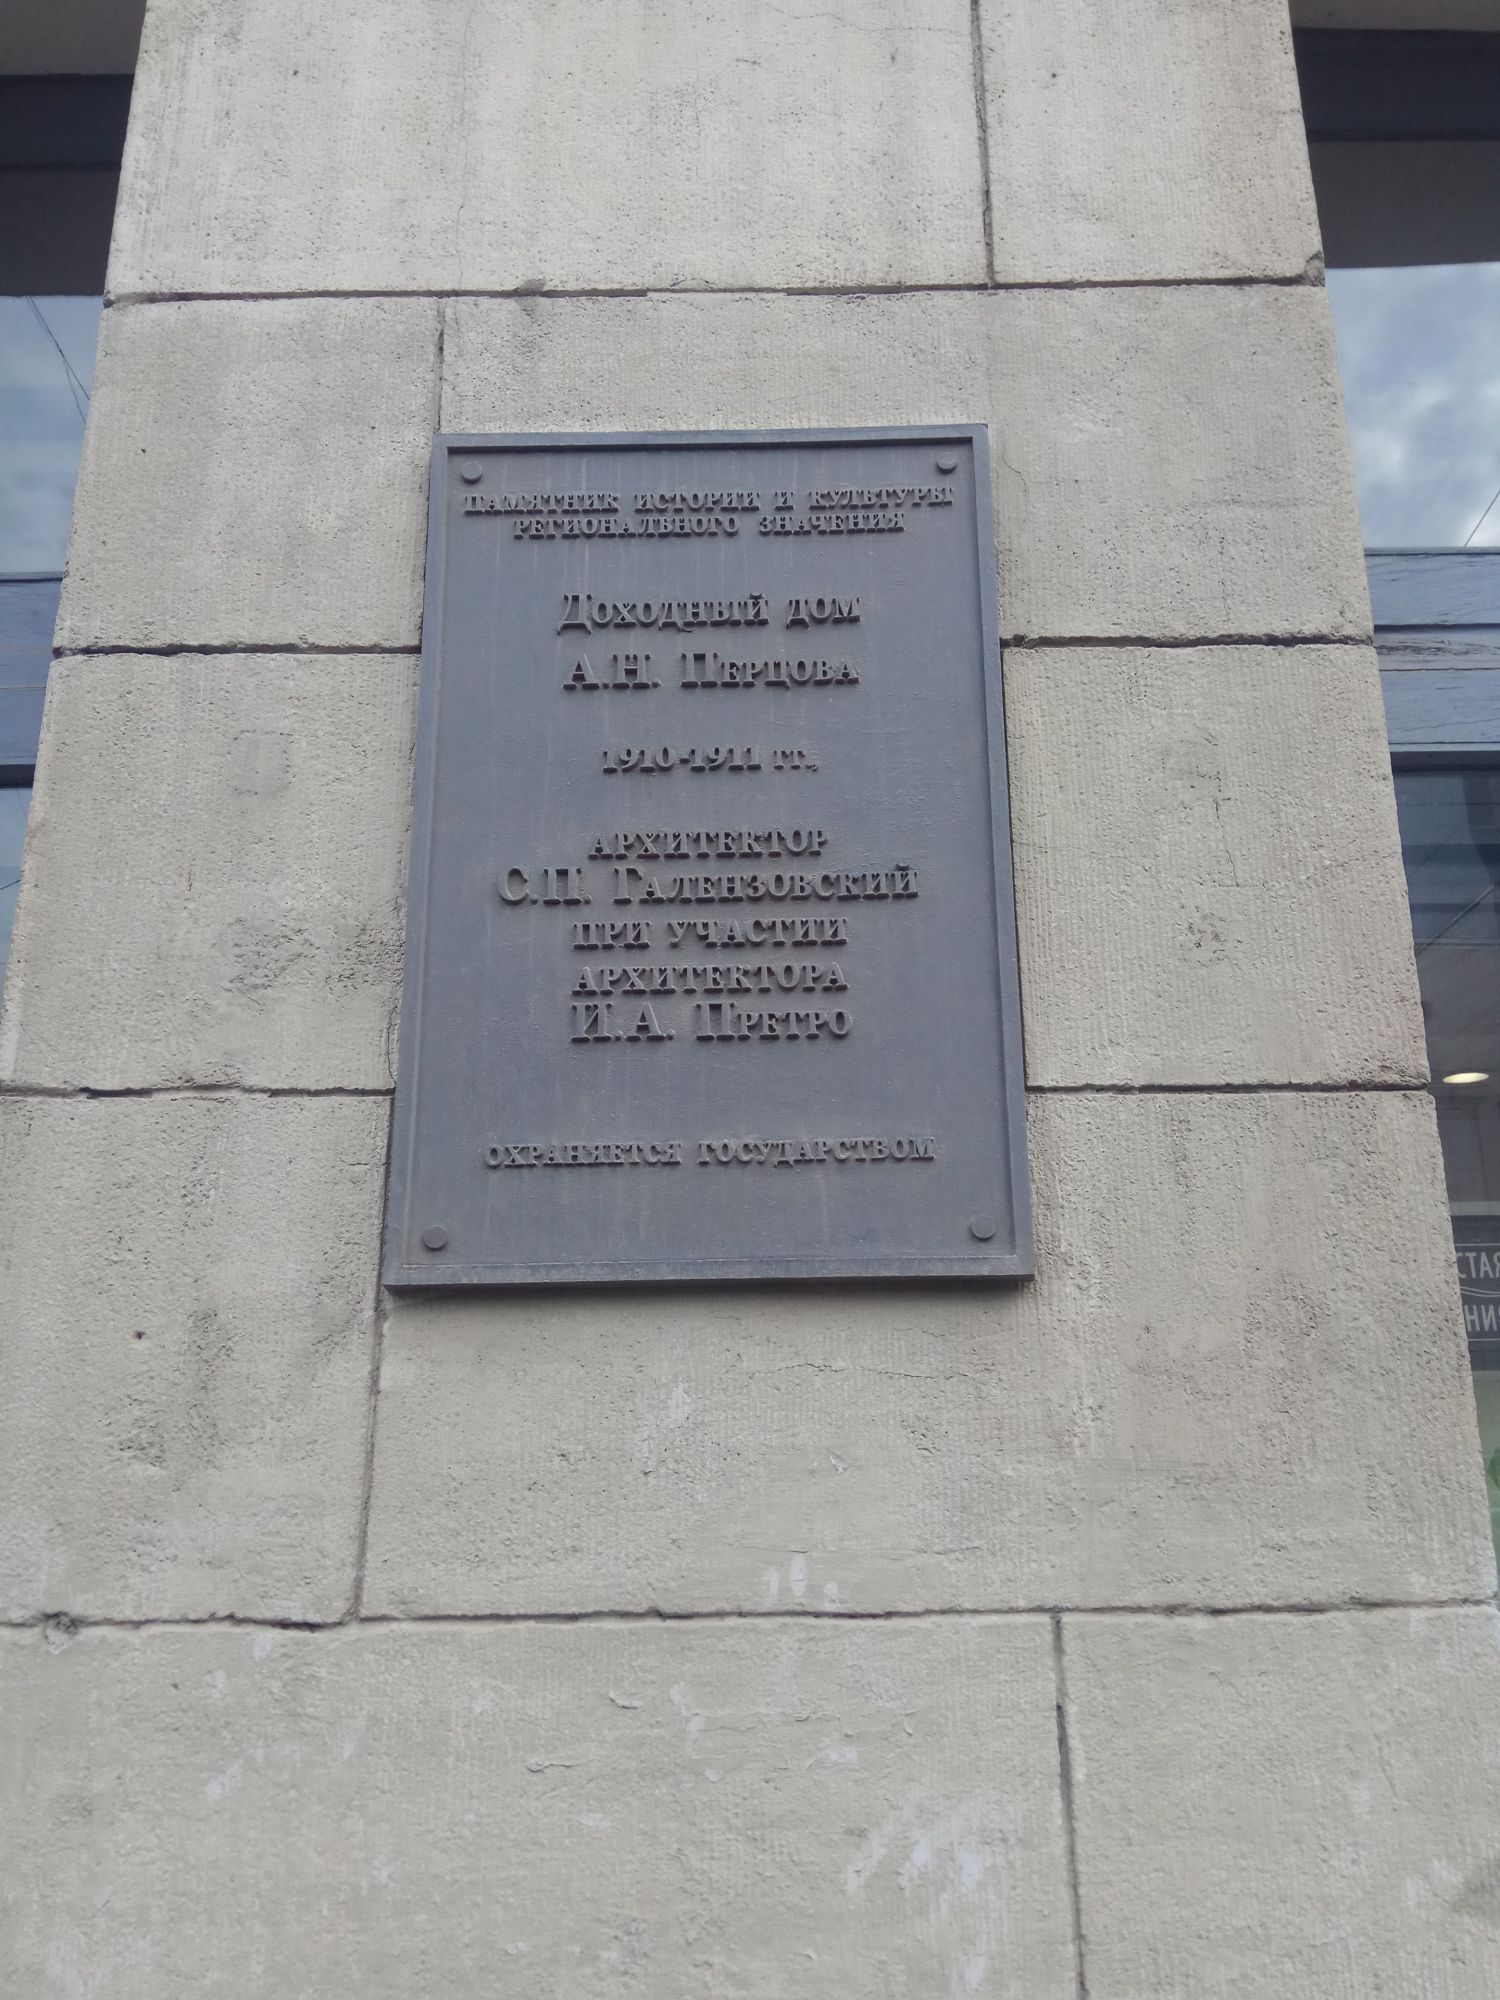 ПАМЯТНИК ИСТОРИИ И КУЛЬТУРЫ
РЕГИОНАЛЬНОГО ЗНАЧЕНИЯ
ДОХОДНЫЙ ДОМ
А.Н. ПЕРЦОВА
1910-1911 гг.,
АРХИТЕКТОР
С.П. ГАЛЕНЗОВСКИЙ
ПРИ УЧАСТИИ
АРХИТЕКТОРА
И.А. ПРЕТРО
ОХРАНЯЕТСЯ ГОСУДАРСТВОМ